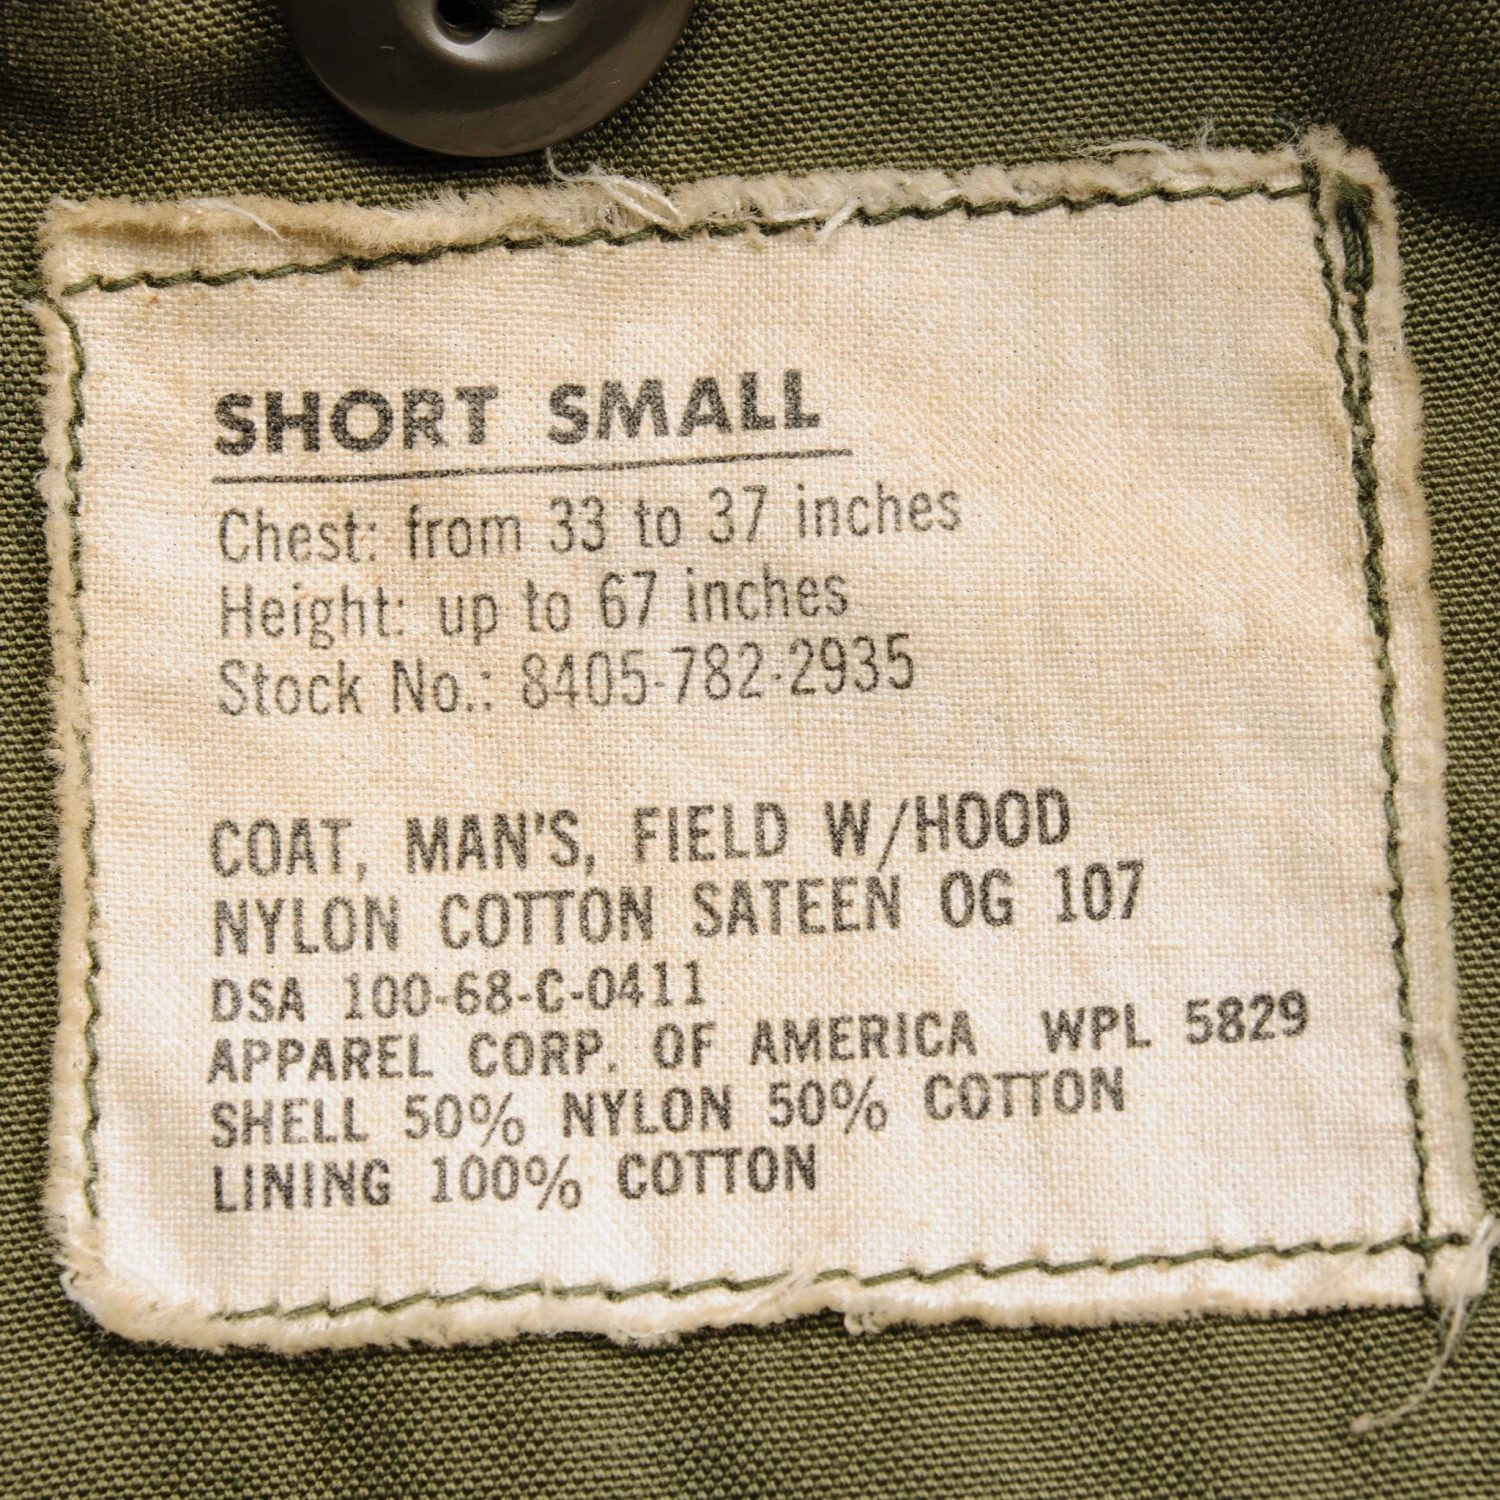 SHORT SMALL
Chest: from 33 to 37 inches
Height: up to 67 inches
Stock No.: 8405-782-2935
COAT, MAN'S, FIELD W/HOOD
NYLON COTTON SATEEN OG 107
DSA 100-68-C-0411
APPAREL CORP. OF AMERICA WPL 5829
SHELL 50% NYLON 50% COTTON
LINING 100% COTTON